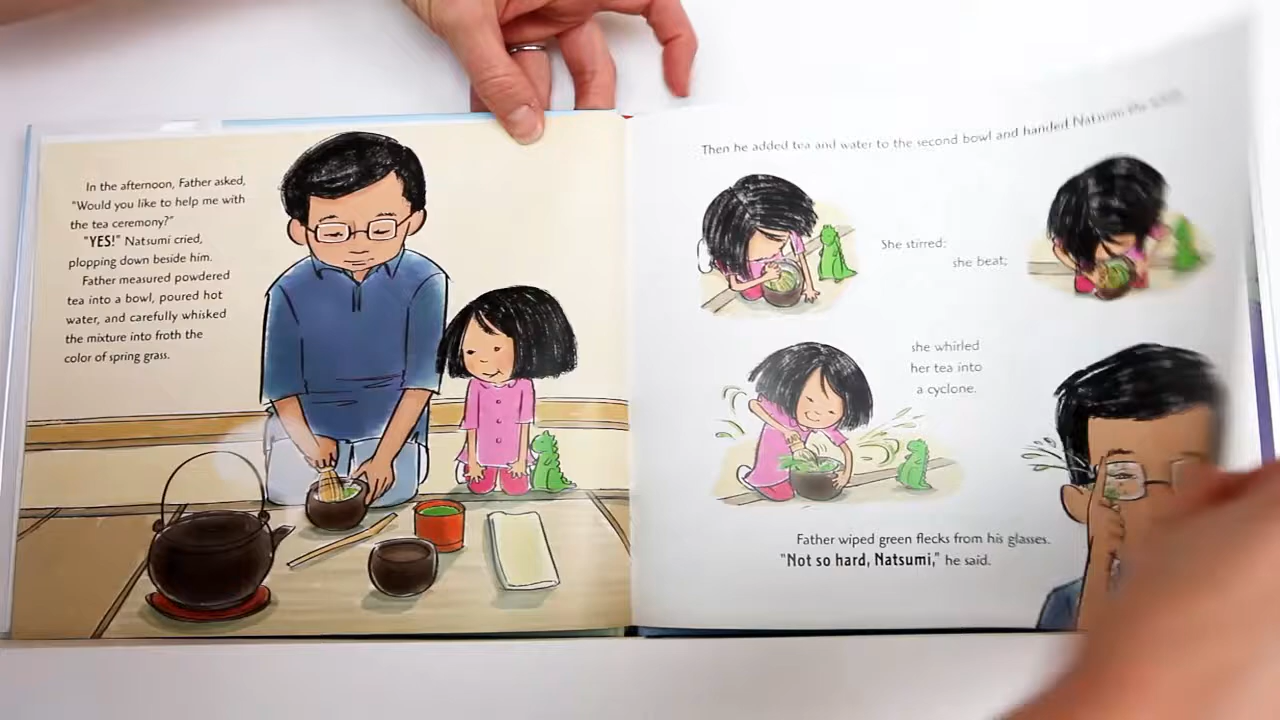 In the afternoon, Father asked,
"Would you like to help me with
the tea ceremony?"
"YES!" Natsumi cried,
plopping down beside him.
Father measured powdered
tea into a bowl, poured hot
water, and carefully whisked
the mixture into froth the
color of spring grass.
Then he added tea and water to the second bowl and handed Natsumi the
She stirred;
she beat;
she whirled
her tea into
a cyclone.
Father wiped green flecks from his glasses.
"Not so hard, Natsumi," he said.